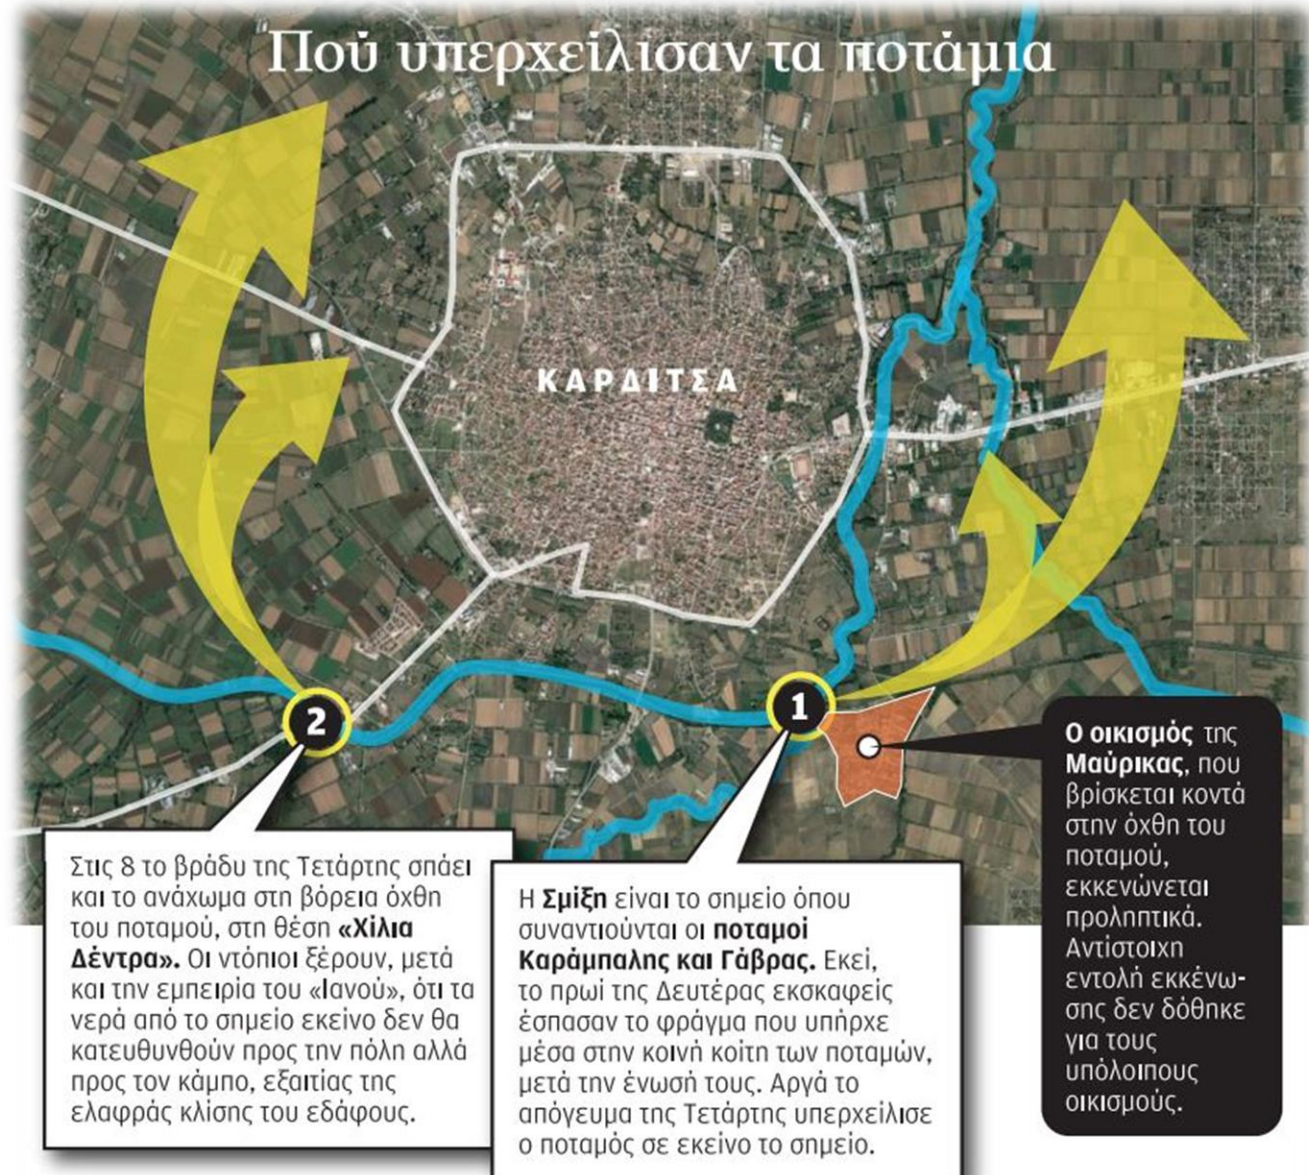 Πού υπερχείλισαν τα ποτάμια
ΚΑΡΔΙΤΣΑ
1
2
Ο οικισμός της
Μαύρικας, που
βρίσκεται κοντά
στην όχθη του
ποταμού,
εκκενώνεται
προληπτικά.
Αντίστοιχη
εντολή εκκένω-
σης δεν δόθηκε
για τους
υπόλοιπους
οικισμούς.
Στις 8 το βράδυ της Τετάρτης σπάει
και το ανάχωμα στη βόρεια όχθη
του ποταμού, στη θέση «Χίλια
Δέντρα». Οι ντόπιοι ξέρουν, μετά
και την εμπειρία του «Ιανού», ότι τα
νερά από το σημείο εκείνο δεν θα
κατευθυνθούν προς την πόλη αλλά
προς τον κάμπο, εξαιτίας της
ελαφράς κλίσης του εδάφους.
Η Σμίξη είναι το σημείο όπου
συναντιούνται οι ποταμοί
Καράμπαλης και Γάβρας. Εκεί,
το πρωί της Δευτέρας εκσκαφείς
έσπασαν το φράγμα που υπήρχε
μέσα στην κοινή κοίτη των ποταμών,
μετά την ένωσή τους. Αργά το
απόγευμα της Τετάρτης υπερχείλισε
ο ποταμός σε εκείνο το σημείο.